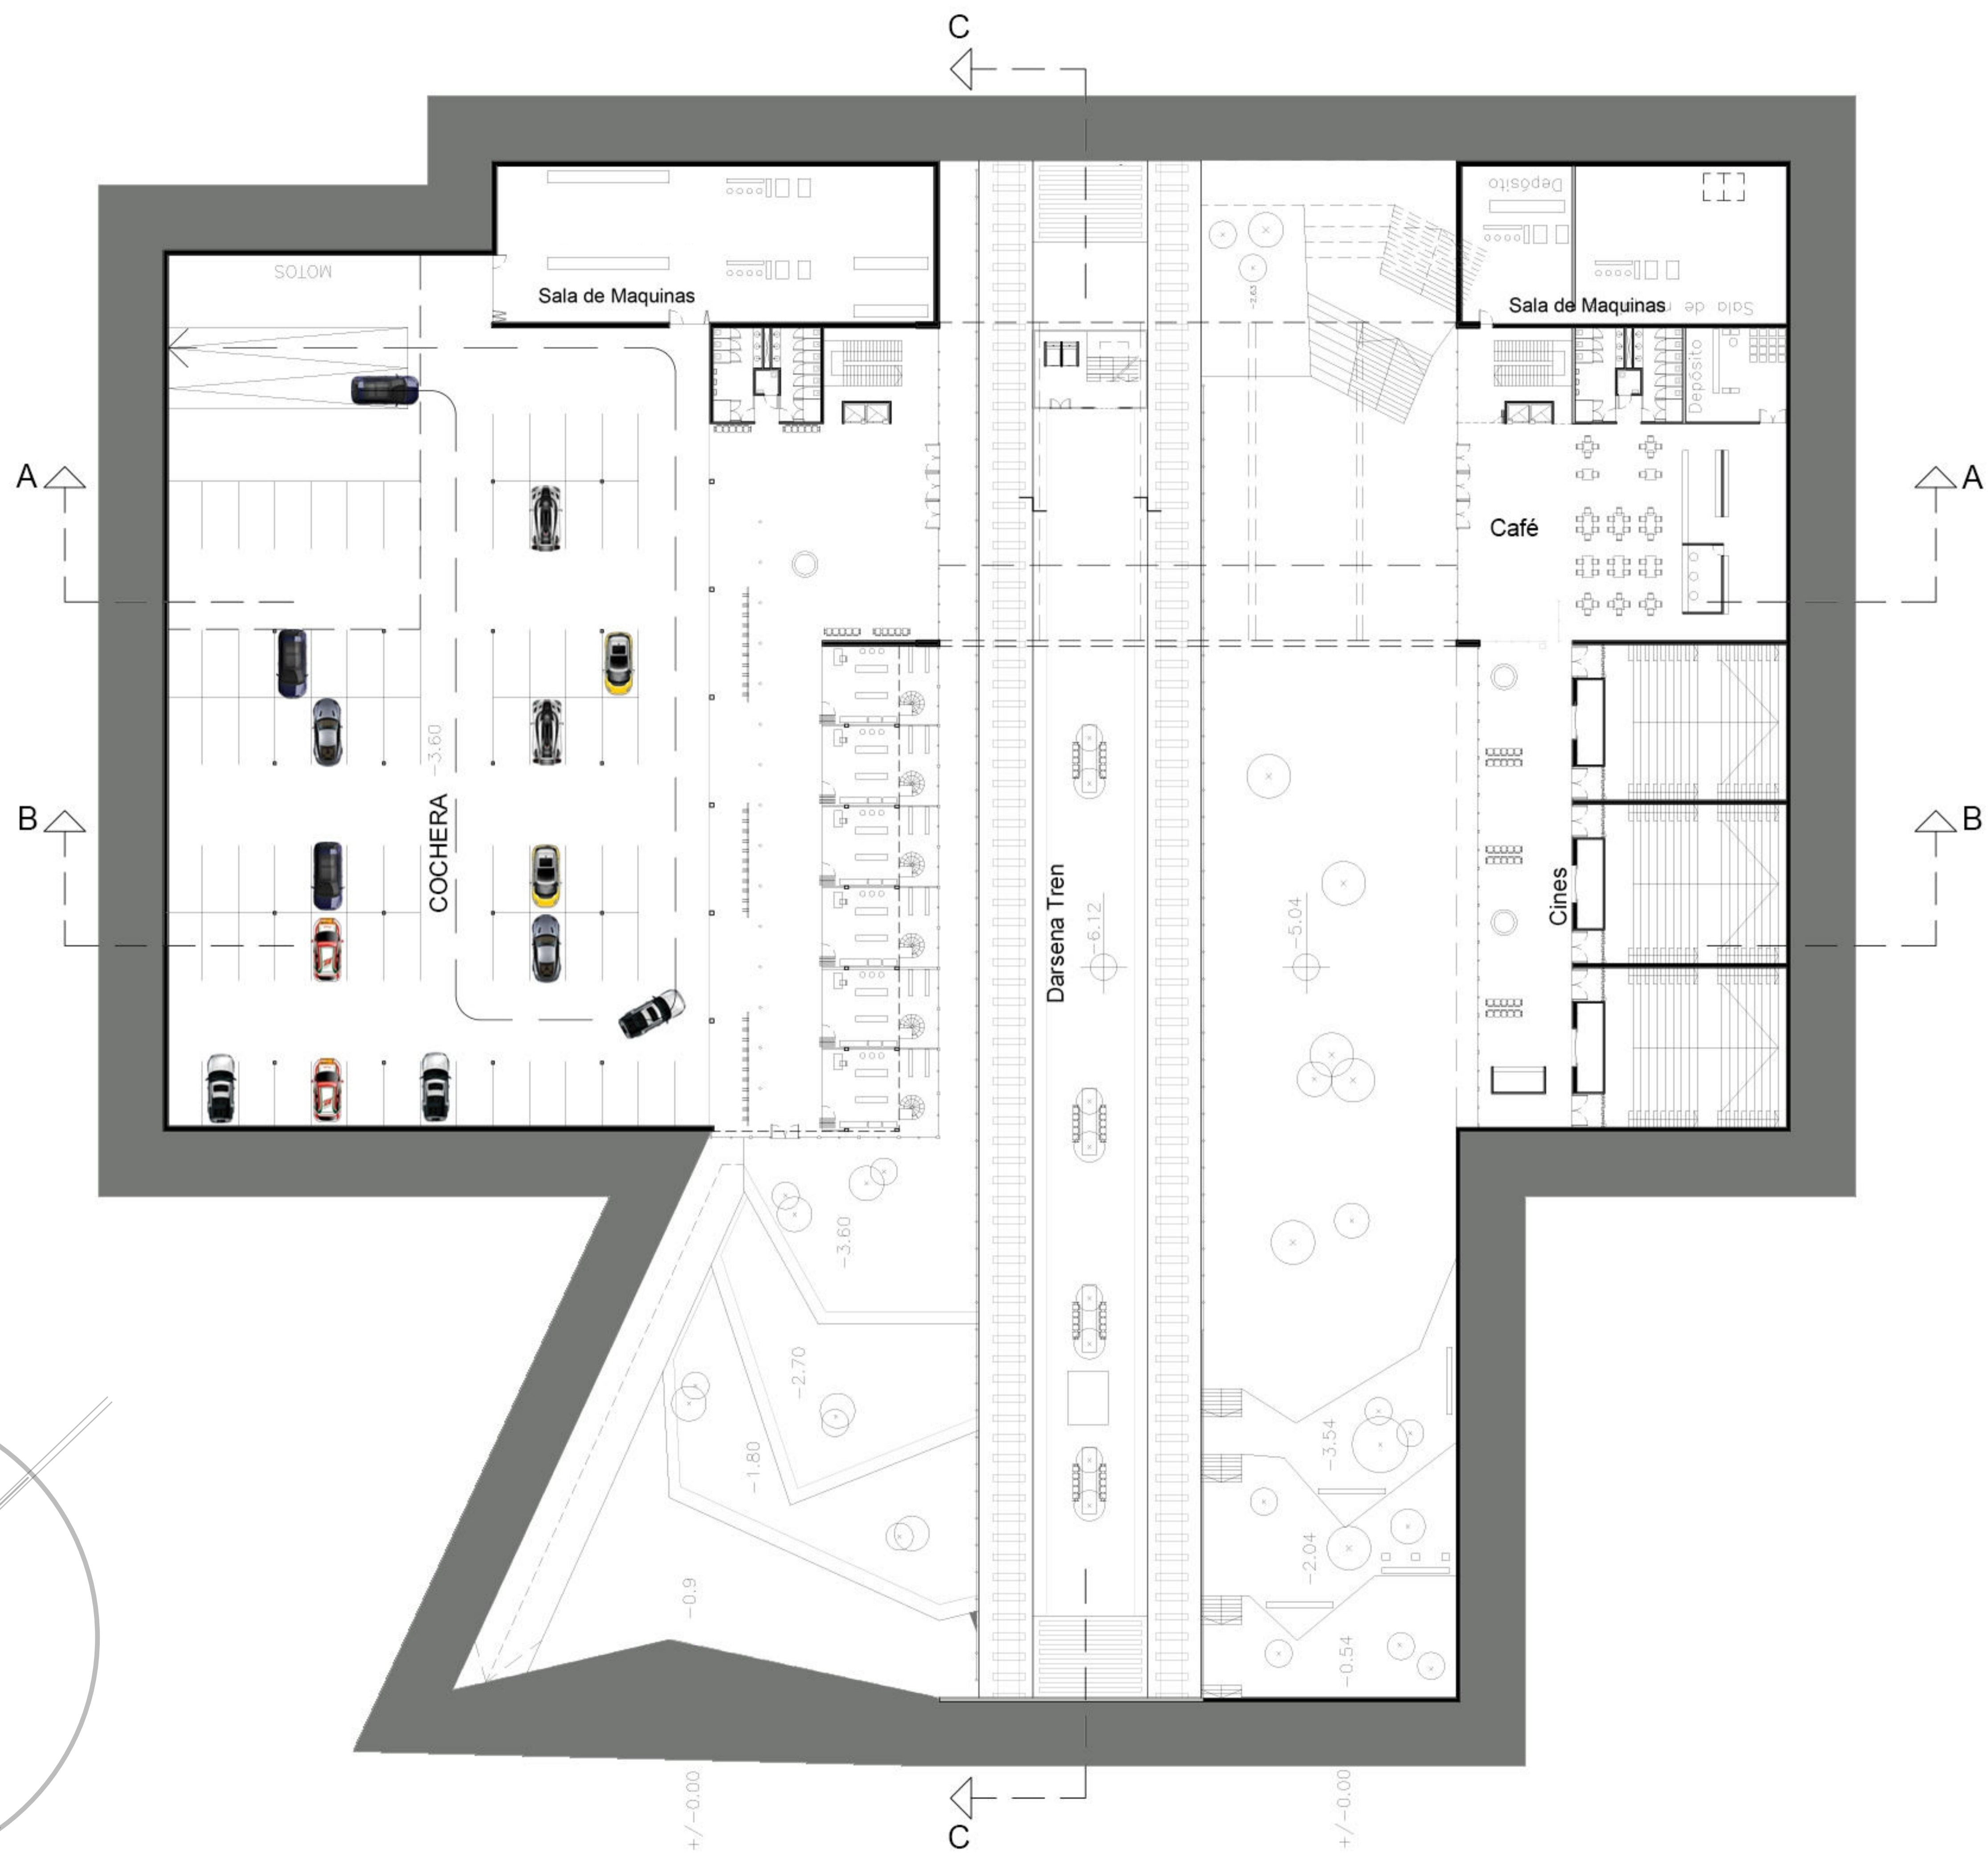 C
Depósito
MOTOS
-2.63
Sala de Maquinas
Sala de Maquinas
Sala de
Depósito
A
A
Café
-3.60
COCHERA
B
B
Darsena Tren
-6.12
-5.04
Cines
-3.60
-2.70
-1.80
-3.54
-2.04
-0.9
-0.54
+/-0.00
+/-0.00
C